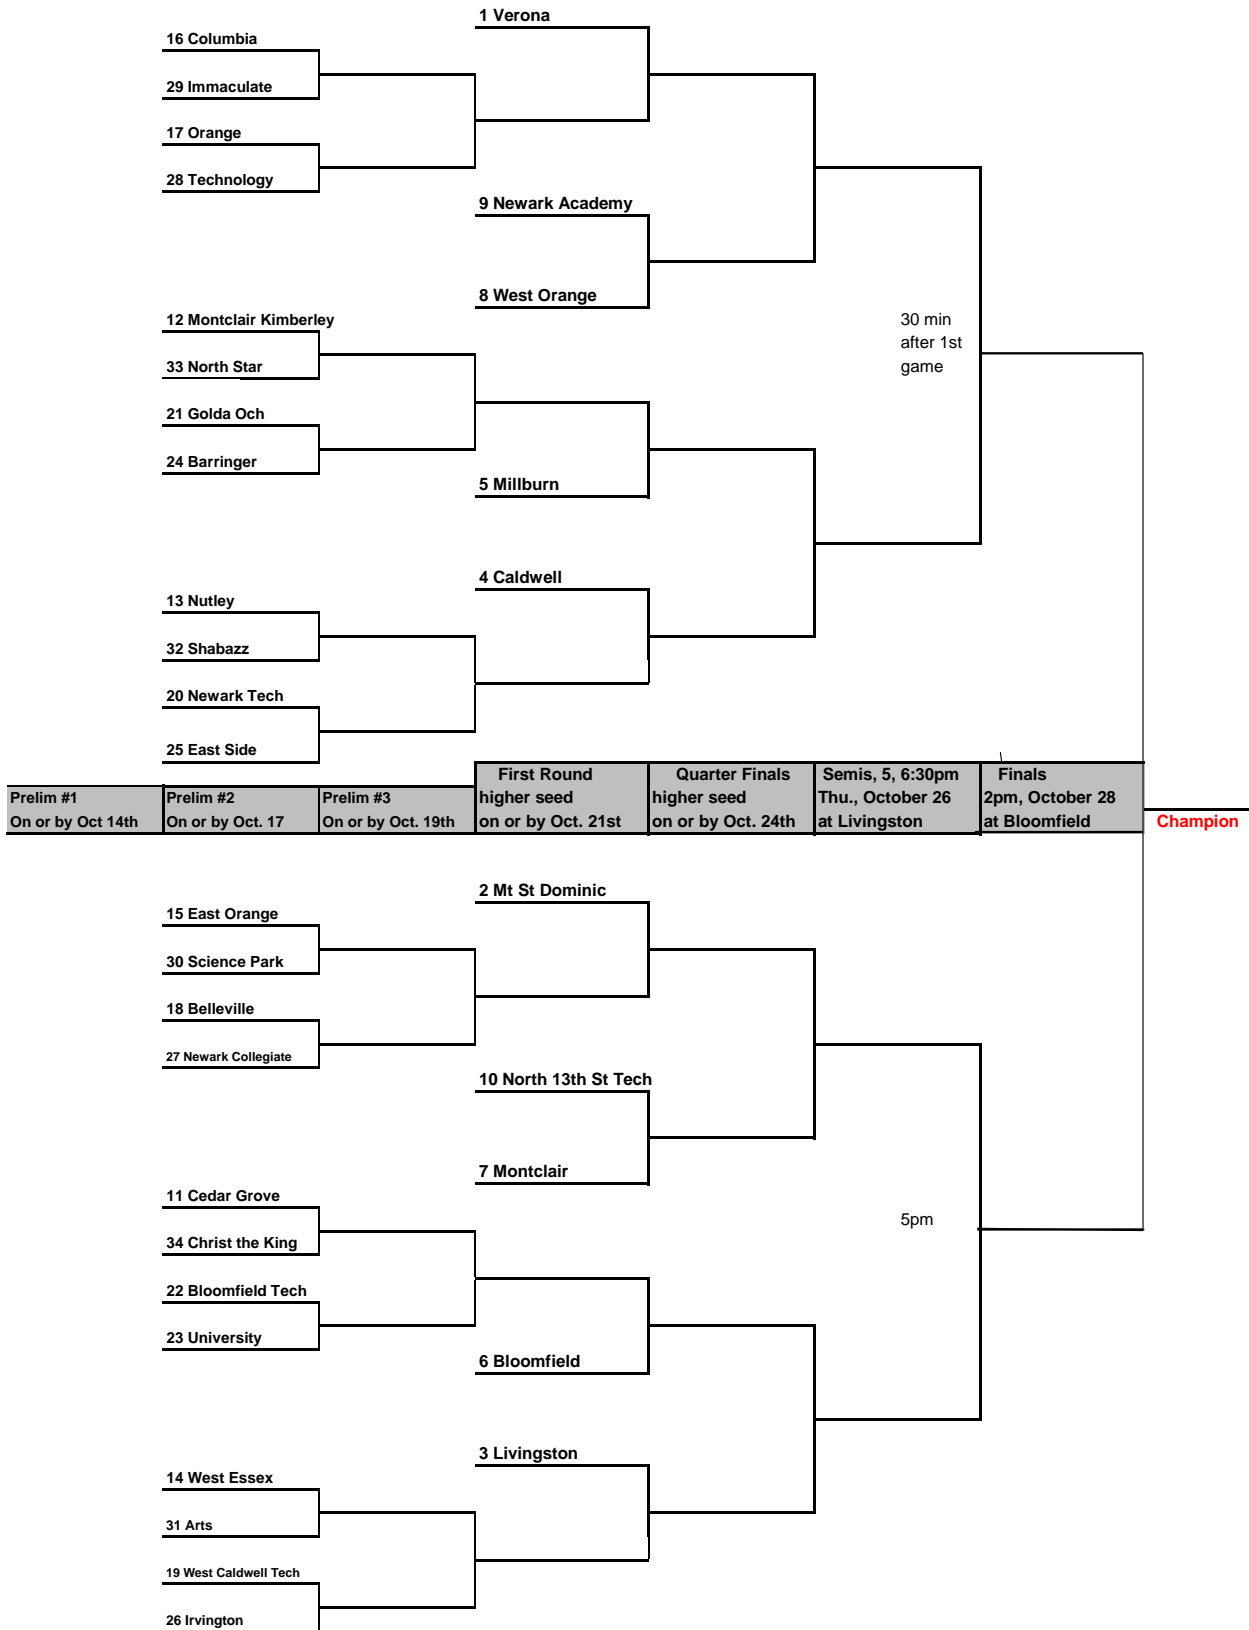 1 Verona
16 Columbia
29 Immaculate
17 Orange
28 Technology
9 Newark Academy
8 West Orange
12 Montclair Kimberley
30 min
after 1st
game
33 North Star
21 Golda Och
24 Barringer
5 Millburn
4 Caldwell
13 Nutley
32 Shabazz
20 Newark Tech
25 East Side
First Round Quarter Finals Semis, 5, 6:30pm Finals
Prelim #1 Prelim #2 Prelim #3 higher seed higher seed Thu., October 26 2pm, October 28
On or by Oct 14th On or by Oct. 17 On or by Oct. 19th on or by Oct. 21st on or by Oct. 24th at Livingston at Bloomfield Champion
2 Mt St Dominic
15 East Orange
30 Science Park
18 Belleville
27 Newark Collegiate
10 North 13th St Tech
7 Montclair
11 Cedar Grove
5pm
34 Christ the King
22 Bloomfield Tech
23 University
6 Bloomfield
3 Livingston
14 West Essex
31 Arts
19 West Caldwell Tech
26 Irvington